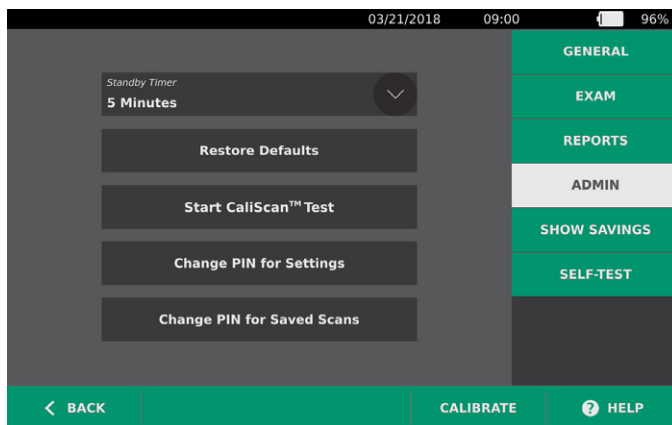 03/21/2018 09:00 96%
GENERAL
Standby Timer
5 Minutes
EXAM
Restore Defaults
REPORTS
Start CaliScan™ Test
ADMIN
Change PIN for Settings
SHOW SAVINGS
SELF-TEST
Change PIN for Saved Scans
BACK
CALIBRATE
? HELP